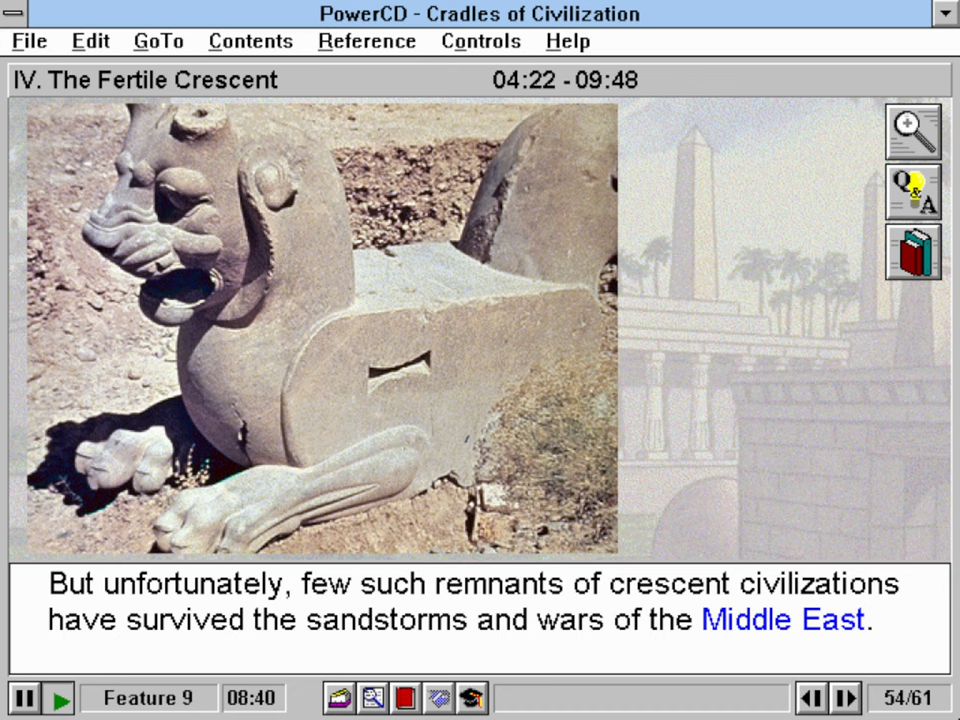 PowerCD - Cradles of Civilization
File Edit GoTo Contents Reference Controls Help
IV. The Fertile Crescent 04:22 - 09:48
Q & A
But unfortunately, few such remnants of crescent civilizations
have survived the sandstorms and wars of the Middle East.
Feature 9 08:40 54/61